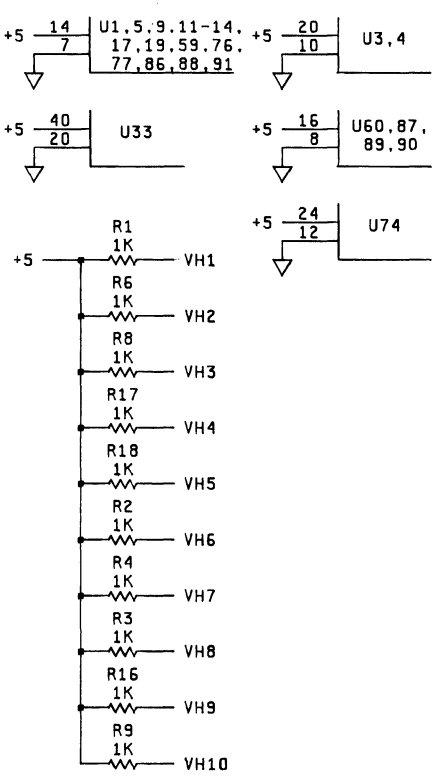 +5 14 U1,5,9,11-14,
7 17,19,59,76,
77,86,88,91
+5 20 U3,4
10
+5 40 U33
20
+5 16 U60,87,
8 89,90
+5 24 U74
12
R1
1K
+5 VH1
R6
1K
VH2
R8
1K
VH3
R17
1K
VH4
R18
1K
VH5
R2
1K
VH6
R4
1K
VH7
R3
1K
VH8
R16
1K
VH9
R9
1K
VH10